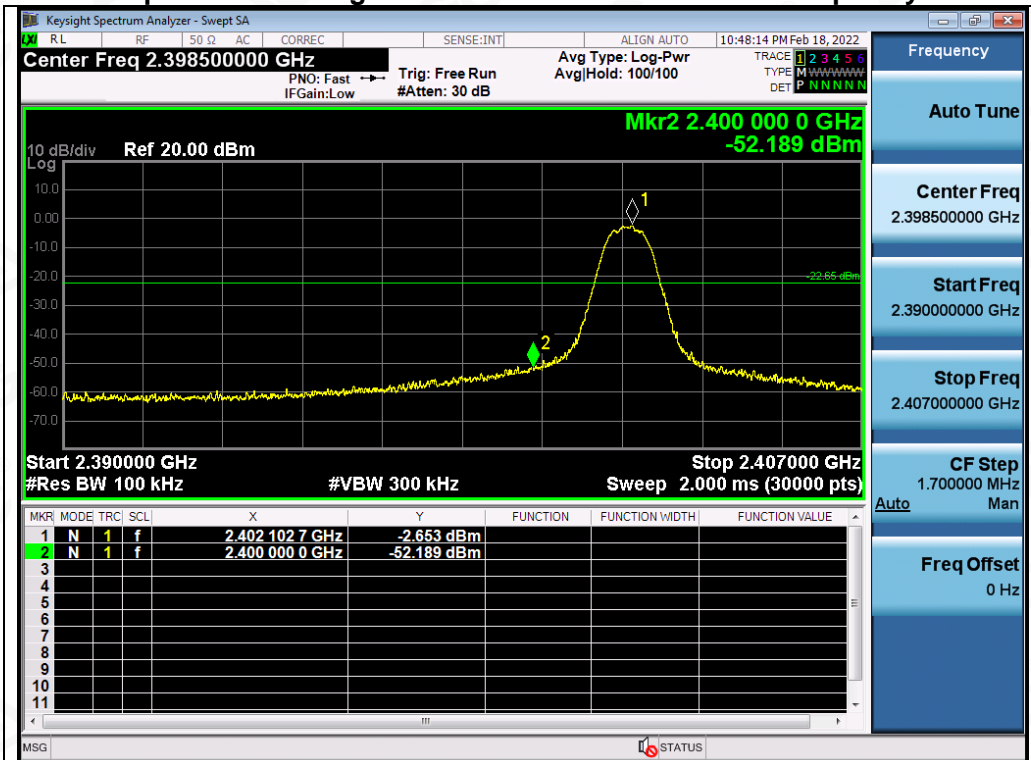 Keysight Spectrum Analyzer - Swept SA
LXI RL RF 50 Ω AC CORREC SENSE:INT ALIGN AUTO 10:48:14 PM Feb 18, 2022
Center Freq 2.398500000 GHz
PNO: Fast
IFGain:Low
Trig: Free Run
#Atten: 30 dB
Avg Type: Log-Pwr
Avg|Hold: 100/100
TRACE 1 2 3 4 5 6
TYPE M
DET P N N N N N
Mkr2 2.400 000 0 GHz
-52.189 dBm
10 dB/div
Log
Ref 20.00 dBm
10.0
0.00
-10.0
-20.0
-30.0
-40.0
-50.0
-60.0
-70.0
1
-22.65 dBm
2
Start 2.390000 GHz
Stop 2.407000 GHz
#Res BW 100 kHz
#VBW 300 kHz
Sweep 2.000 ms (30000 pts)
MKR MODE TRC SCL X Y FUNCTION FUNCTION WIDTH FUNCTION VALUE
1 N 1 f 2.402 102 7 GHz -2.653 dBm
2 N 1 f 2.400 000 0 GHz -52.189 dBm
3
4
5
6
7
8
9
10
11
MSG
STATUS
Frequency
Auto Tune
Center Freq
2.398500000 GHz
Start Freq
2.390000000 GHz
Stop Freq
2.407000000 GHz
CF Step
1.700000 MHz
Auto Man
Freq Offset
0 Hz